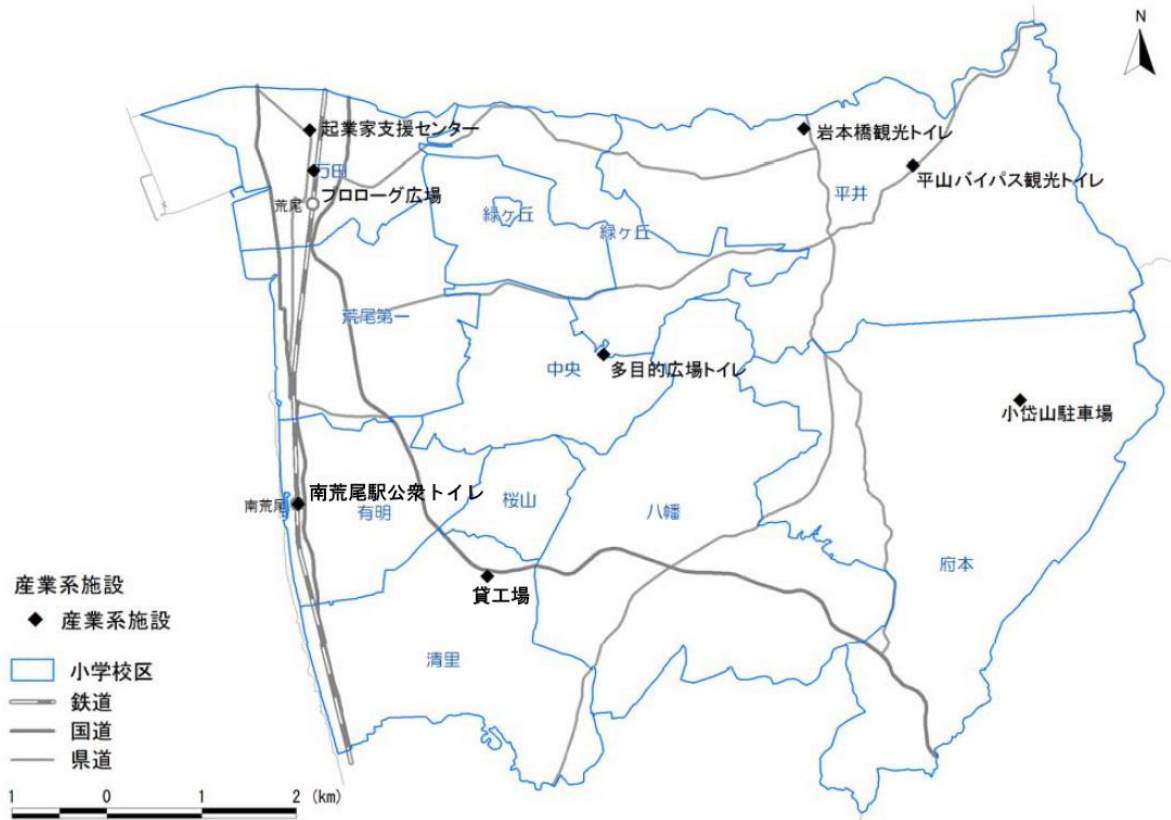 N
起業家支援センター
万田
プロローグ広場
荒尾
緑ヶ丘
緑ヶ丘
岩本橋観光トイレ
平山バイパス観光トイレ
平井
荒尾第一
中央
多目的広場トイレ
小岱山駐車場
南荒尾
南荒尾駅公衆トイレ
有明
桜山
八幡
府本
貸工場
清里
産業系施設
産業系施設
小学校区
鉄道
国道
県道
1 0 1 2 (km)